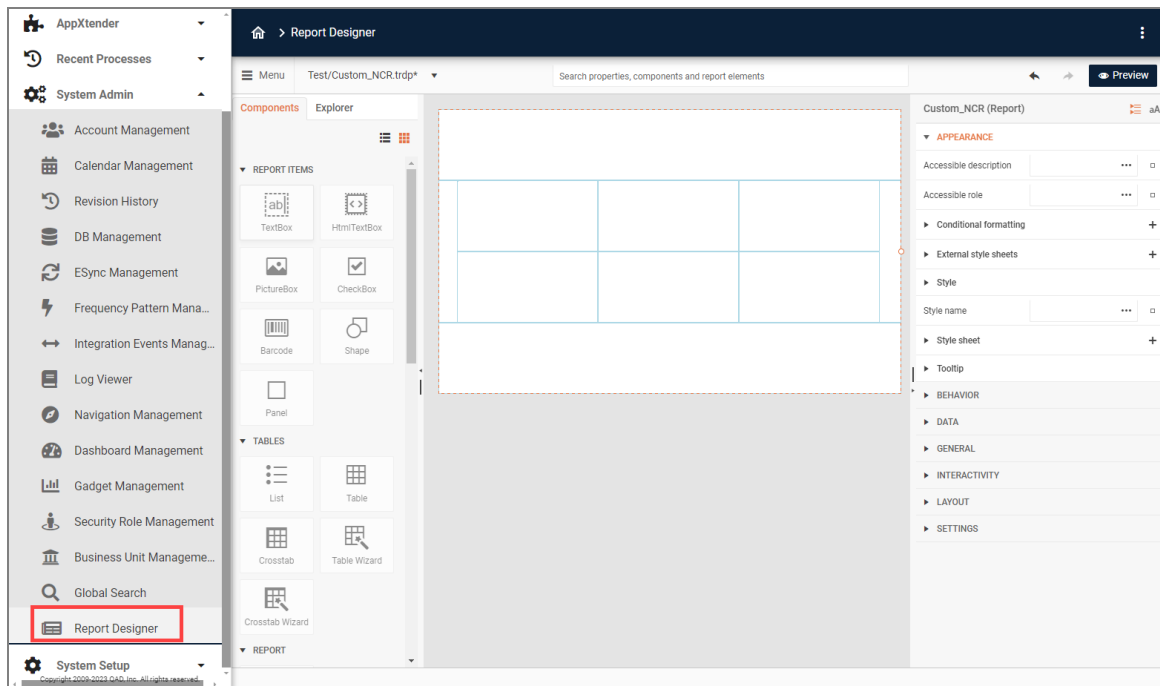 AppXtender
Recent Processes
System Admin
Account Management
Calendar Management
Revision History
DB Management
ESync Management
Frequency Pattern Mana...
Integration Events Manag...
Log Viewer
Navigation Management
Dashboard Management
Gadget Management
Security Role Management
Business Unit Manageme...
Global Search
Report Designer
System Setup
Copyright 2009-2023 QAD, Inc. All rights reserved.
> Report Designer
Menu Test/Custom_NCR.trdp*
Search properties, components and report elements
Preview
Components Explorer
REPORT ITEMS
ab
TextBox HtmlTextBox
PictureBox CheckBox
Barcode Shape
Panel
TABLES
List Table
Crosstab Table Wizard
Crosstab Wizard
REPORT
Custom_NCR (Report) aA
APPEARANCE
Accessible description ...
Accessible role ...
Conditional formatting +
External style sheets +
Style
Style name ...
Style sheet +
Tooltip
BEHAVIOR
DATA
GENERAL
INTERACTIVITY
LAYOUT
SETTINGS